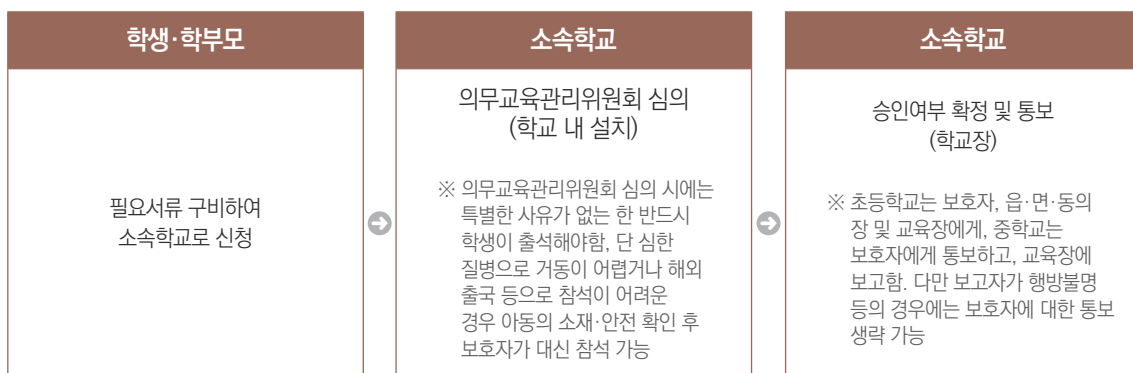 학생·학부모
필요서류 구비하여
소속학교로 신청
소속학교
의무교육관리위원회 심의
(학교 내 설치)
※ 의무교육관리위원회 심의 시에는
특별한 사유가 없는 한 반드시
학생이 출석해야함, 단 심한
질병으로 거동이 어렵거나 해외
출국 등으로 참석이 어려운
경우 아동의 소재·안전 확인 후
보호자가 대신 참석 가능
소속학교
승인여부 확정 및 통보
(학교장)
※ 초등학교는 보호자, 읍·면·동의
장 및 교육장에게, 중학교는
보호자에게 통보하고, 교육장에
보고함. 다만 보고자가 행방불명
등의 경우에는 보호자에 대한 통보
생략 가능